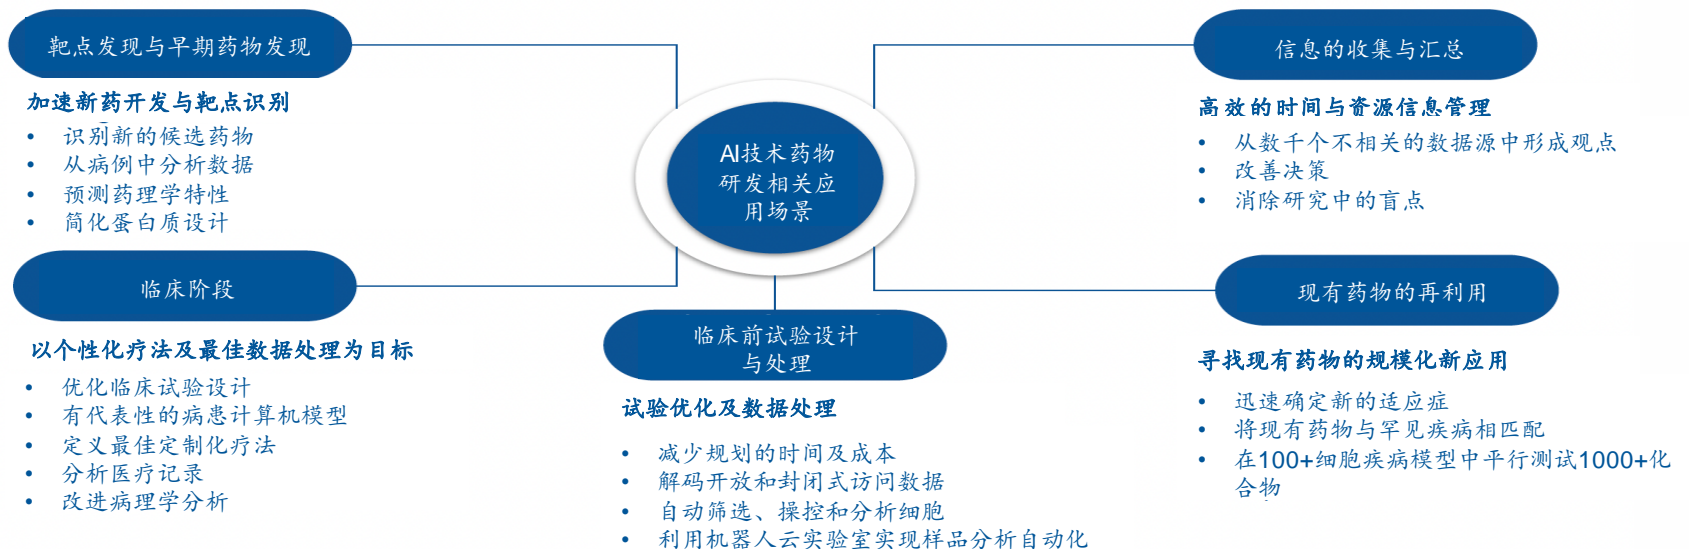 靶点发现与早期药物发现
加速新药开发与靶点识别
• 识别新的候选药物
• 从病例中分析数据
• 预测药理学特性
• 简化蛋白质设计
临床阶段
以个性化疗法及最佳数据处理为目标
• 优化临床试验设计
• 有代表性的病患计算机模型
• 定义最佳定制化疗法
• 分析医疗记录
• 改进病理学分析
AI技术药物
研发相关应
用场景
临床前试验设计
与处理
试验优化及数据处理
• 减少规划的时间及成本
• 解码开放和封闭式访问数据
• 自动筛选、操控和分析细胞
• 利用机器人云实验室实现样品分析自动化
信息的收集与汇总
高效的时间与资源信息管理
• 从数千个不相关的数据源中形成观点
• 改善决策
• 消除研究中的盲点
现有药物的再利用
寻找现有药物的规模化新应用
• 迅速确定新的适应症
• 将现有药物与罕见疾病相匹配
• 在100+细胞疾病模型中平行测试1000+化
合物